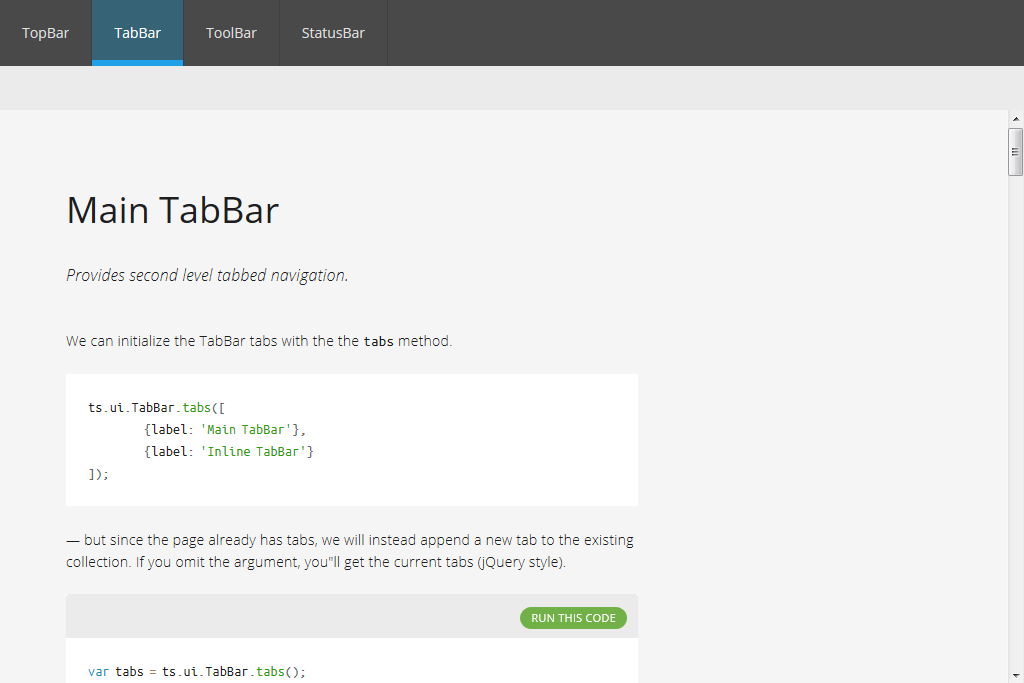 TopBar TabBar ToolBar StatusBar
Main TabBar
Provides second level tabbed navigation.
We can initialize the TabBar tabs with the the tabs method.
ts.ui.TabBar.tabs([
{label: 'Main TabBar'},
{label: 'Inline TabBar'}
]);
— but since the page already has tabs, we will instead append a new tab to the existing
collection. If you omit the argument, you"ll get the current tabs (jQuery style).
RUN THIS CODE
var tabs = ts.ui.TabBar.tabs();